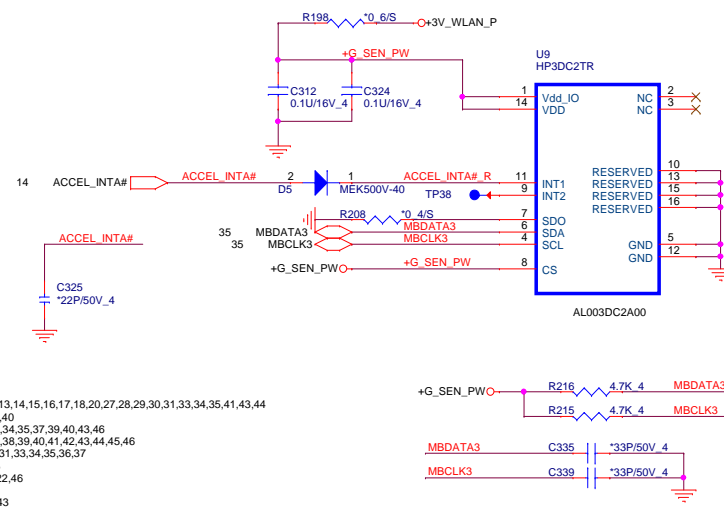 R198 *0_6/S +3V_WLAN_P
+G_SEN_PW
U9
HP3DC2TR
C312
0.1U/16V_4
C324
0.1U/16V_4
1 Vdd_IO NC 2
14 VDD NC 3
RESERVED 10
RESERVED 13
RESERVED 15
RESERVED 16
14 ACCEL_INTA# ACCEL_INTA# 2 1 ACCEL_INTA#_R 11 INT1
D5 MEK500V-40 TP38 9 INT2
R208 *0_4/S 7 SDO
35 MBDATA3 MBDATA3 6 SDA
35 MBCLK3 MBCLK3 4 SCL
GND 5
GND 12
+G_SEN_PW +G_SEN_PW 8 CS
AL003DC2A00
ACCEL_INTA#
C325
*22P/50V_4
13,14,15,16,17,18,20,27,28,29,30,31,33,34,35,41,43,44
,40
,34,35,37,39,40,43,46
,38,39,40,41,42,43,44,45,46
31,33,34,35,36,37
22,46
43
+G_SEN_PW R216 4.7K_4 MBDATA3
R215 4.7K_4 MBCLK3
MBDATA3 C335 *33P/50V_4
MBCLK3 C339 *33P/50V_4